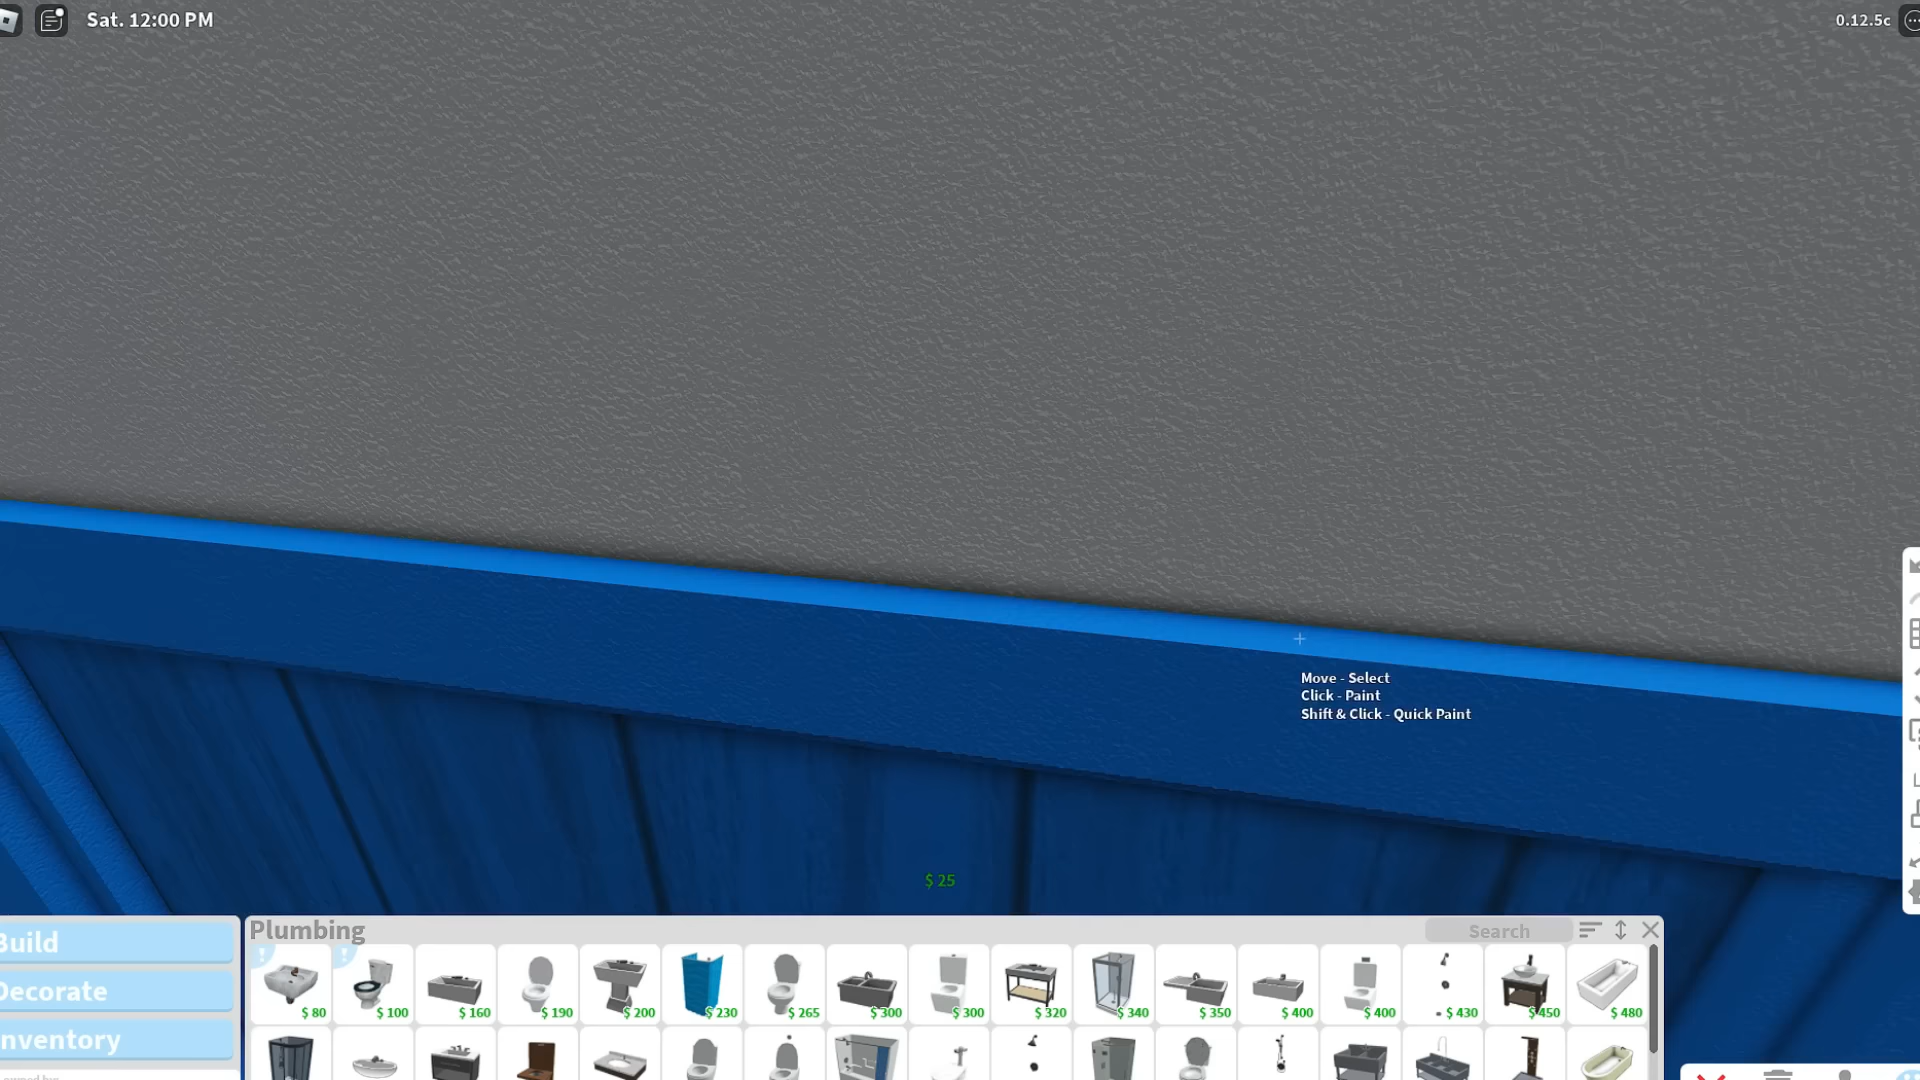 Sat. 12:00 PM
0.12.5c
Move - Select
Click - Paint
Shift & Click - Quick Paint
$ 25
Build
Decorate
Inventory
Plumbing
Search
$ 80
$ 100
$ 160
$ 190
$ 200
$ 230
$ 265
$ 300
$ 300
$ 320
$ 340
$ 350
$ 400
$ 400
$ 430
$ 450
$ 480